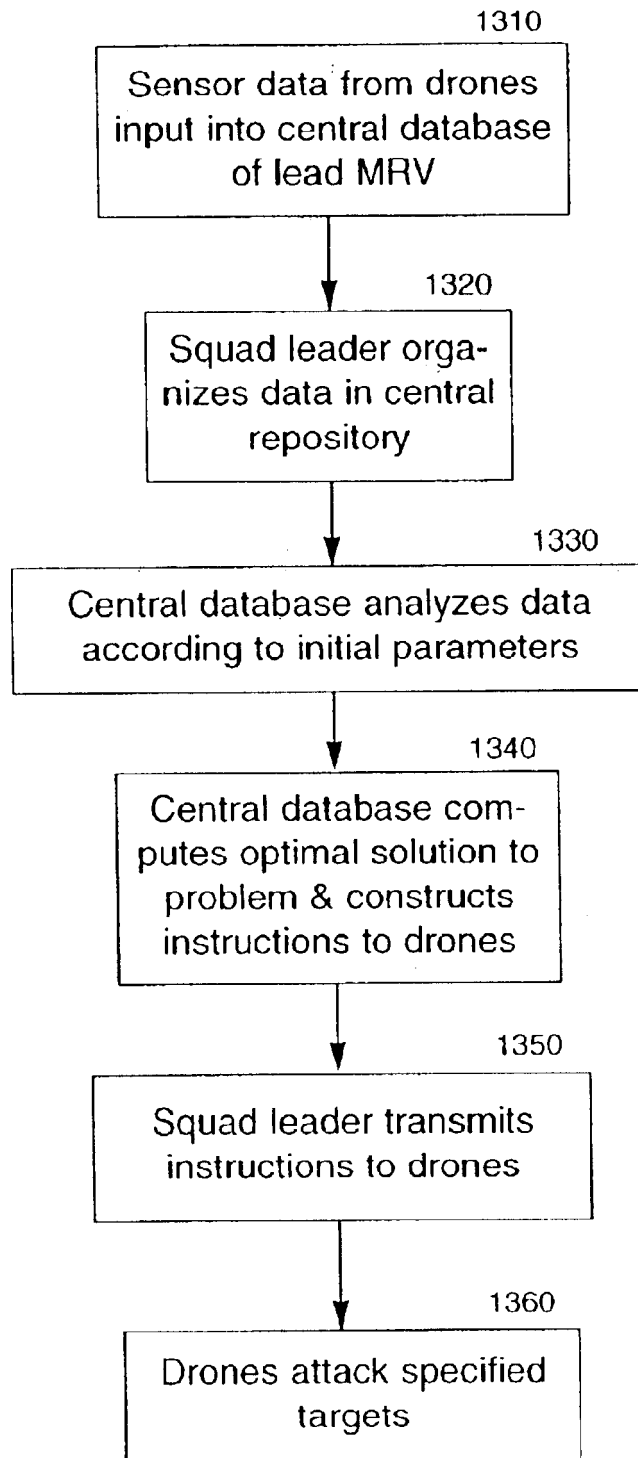 1310
Sensor data from drones
input into central database
of lead MRV
1320
Squad leader orga-
nizes data in central
repository
1330
Central database analyzes data
according to initial parameters
1340
Central database com-
putes optimal solution to
problem & constructs
instructions to drones
1350
Squad leader transmits
instructions to drones
1360
Drones attack specified
targets